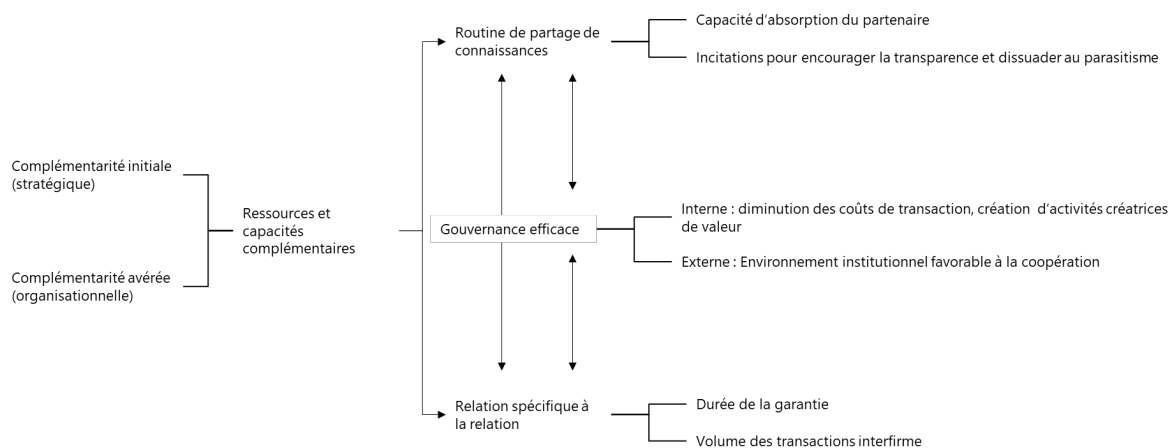 Routine de partage de
connaissances
Capacité d'absorption du partenaire
Incitations pour encourager la transparence et dissuader au parasitisme
Complémentarité initiale
(stratégique)
Complémentarité avérée
(organisationnelle)
Ressources et
capacités
complémentaires
Gouvernance efficace
Interne : diminution des coûts de transaction, création d'activités créatrices
de valeur
Externe : Environnement institutionnel favorable à la coopération
Relation spécifique à
la relation
Durée de la garantie
Volume des transactions interfirme